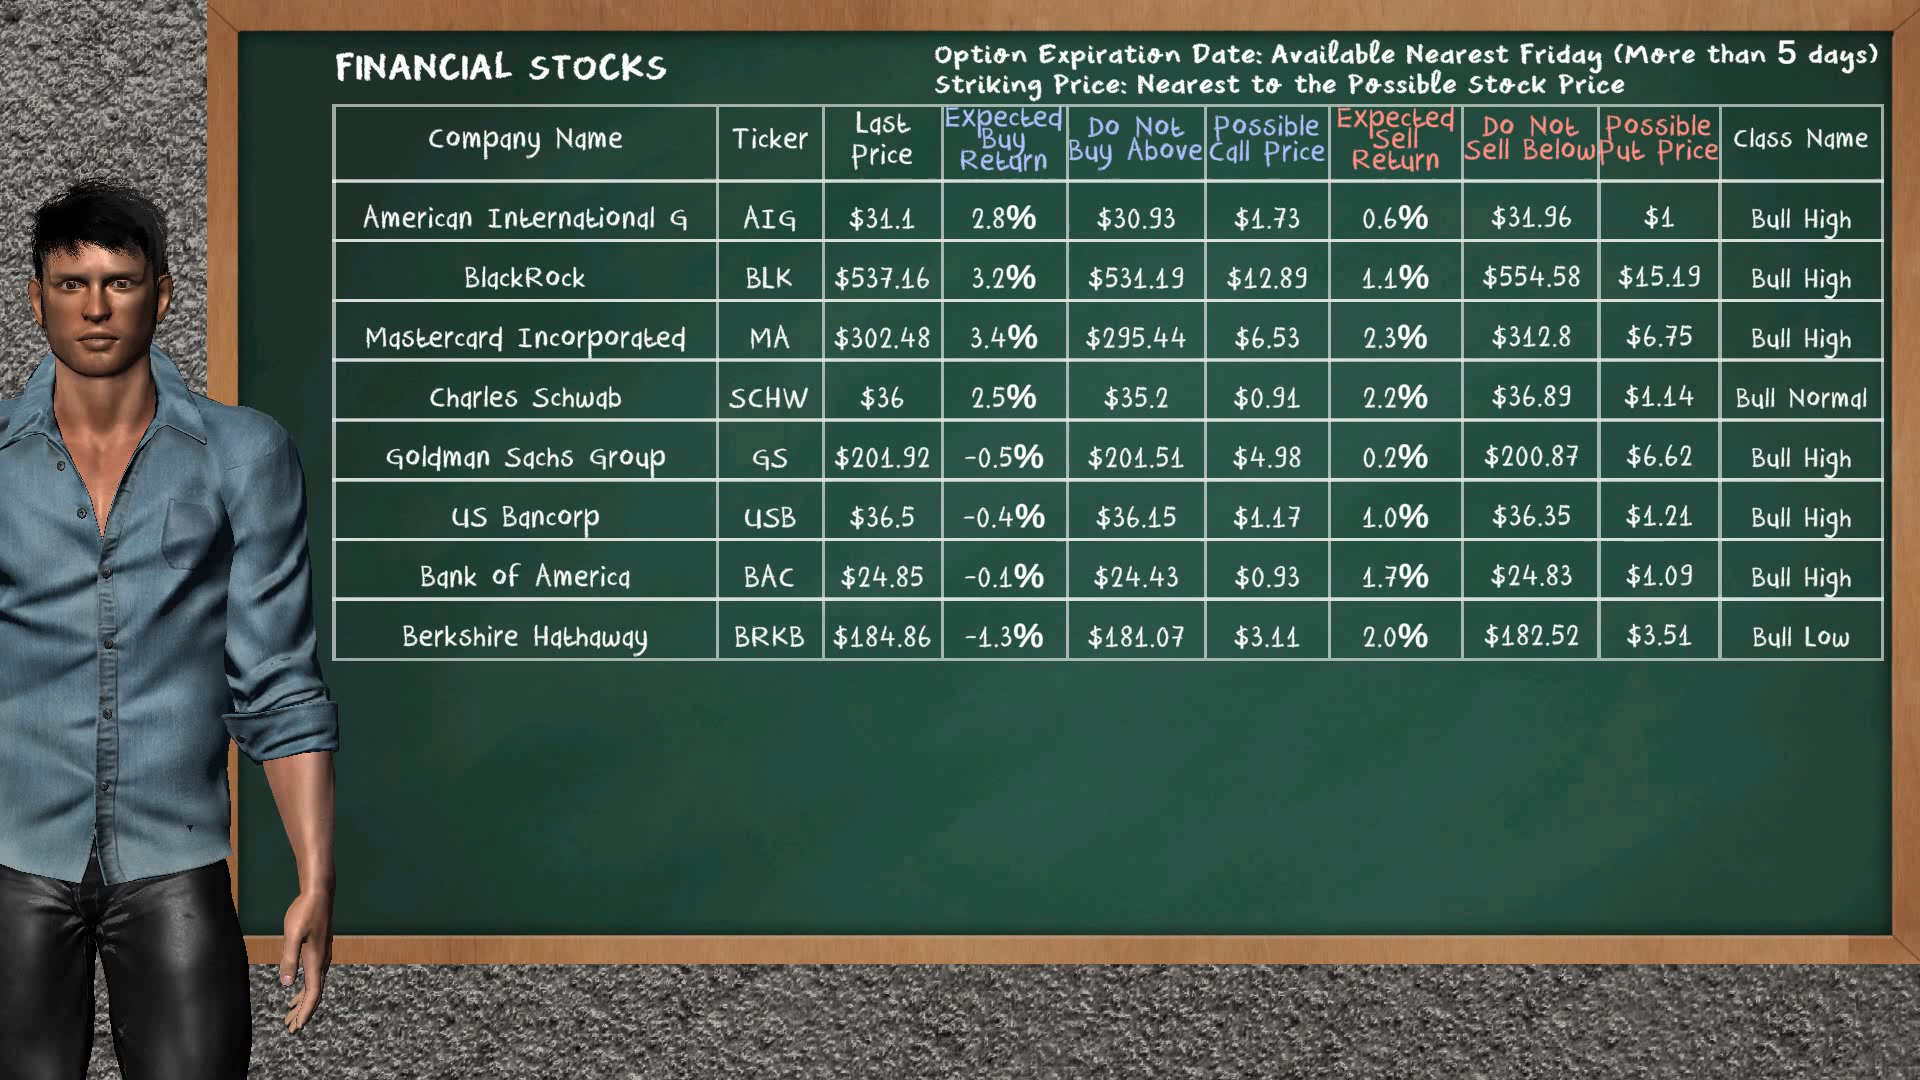 FINANCIAL STOCKS
Option Expiration Date: Available Nearest Friday (More than 5 days)
Striking Price: Nearest to the Possible Stock Price
Company Name Ticker Last Price Expected Buy Return Do Not Buy Above Possible Call Price Expected Sell Return Do Not Sell Below Possible Put Price Class Name
American International G AIG $31.1 2.8% $30.93 $1.73 0.6% $31.96 $1 Bull High
BlackRock BLK $537.16 3.2% $531.19 $12.89 1.1% $554.58 $15.19 Bull High
Mastercard Incorporated MA $302.48 3.4% $295.44 $6.53 2.3% $312.8 $6.75 Bull High
Charles Schwab SCHW $36 2.5% $35.2 $0.91 2.2% $36.89 $1.14 Bull Normal
Goldman Sachs Group GS $201.92 -0.5% $201.51 $4.98 0.2% $200.87 $6.62 Bull High
US Bancorp USB $36.5 -0.4% $36.15 $1.17 1.0% $36.35 $1.21 Bull High
Bank of America BAC $24.85 -0.1% $24.43 $0.93 1.7% $24.83 $1.09 Bull High
Berkshire Hathaway BRKB $184.86 -1.3% $181.07 $3.11 2.0% $182.52 $3.51 Bull Low